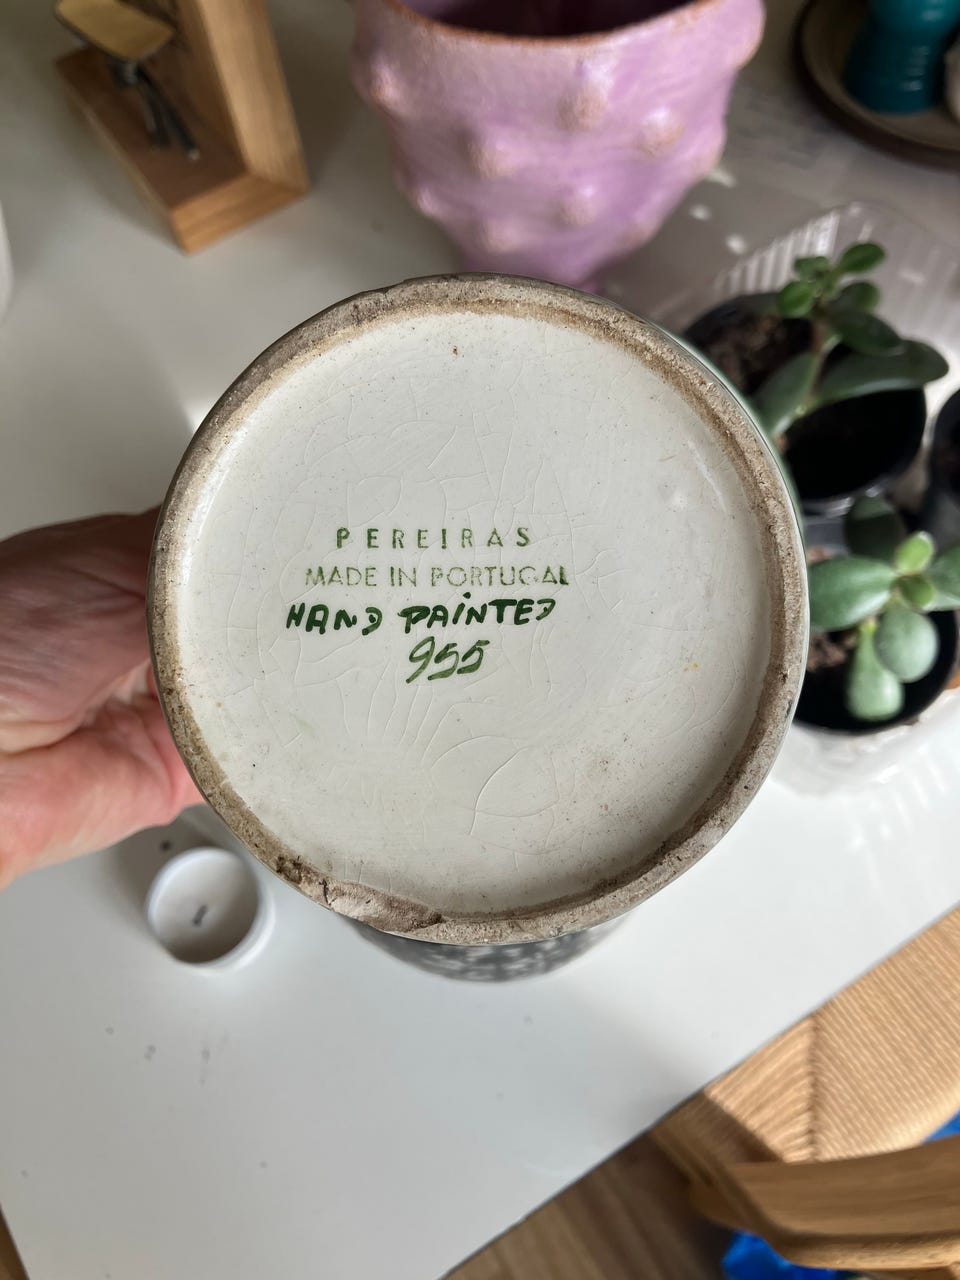 PEREIRAS
MADE IN PORTUGAL
HAND PAINTED
955